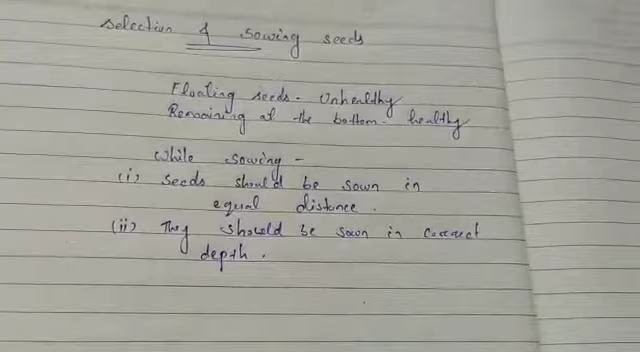 selection & sowing seeds
Floating seeds - Unhealthy
Remaining at the bottom - healthy
While sowing -
(i) Seeds should be sown in
equal distance.
(ii) They should be sown in correct
depth.